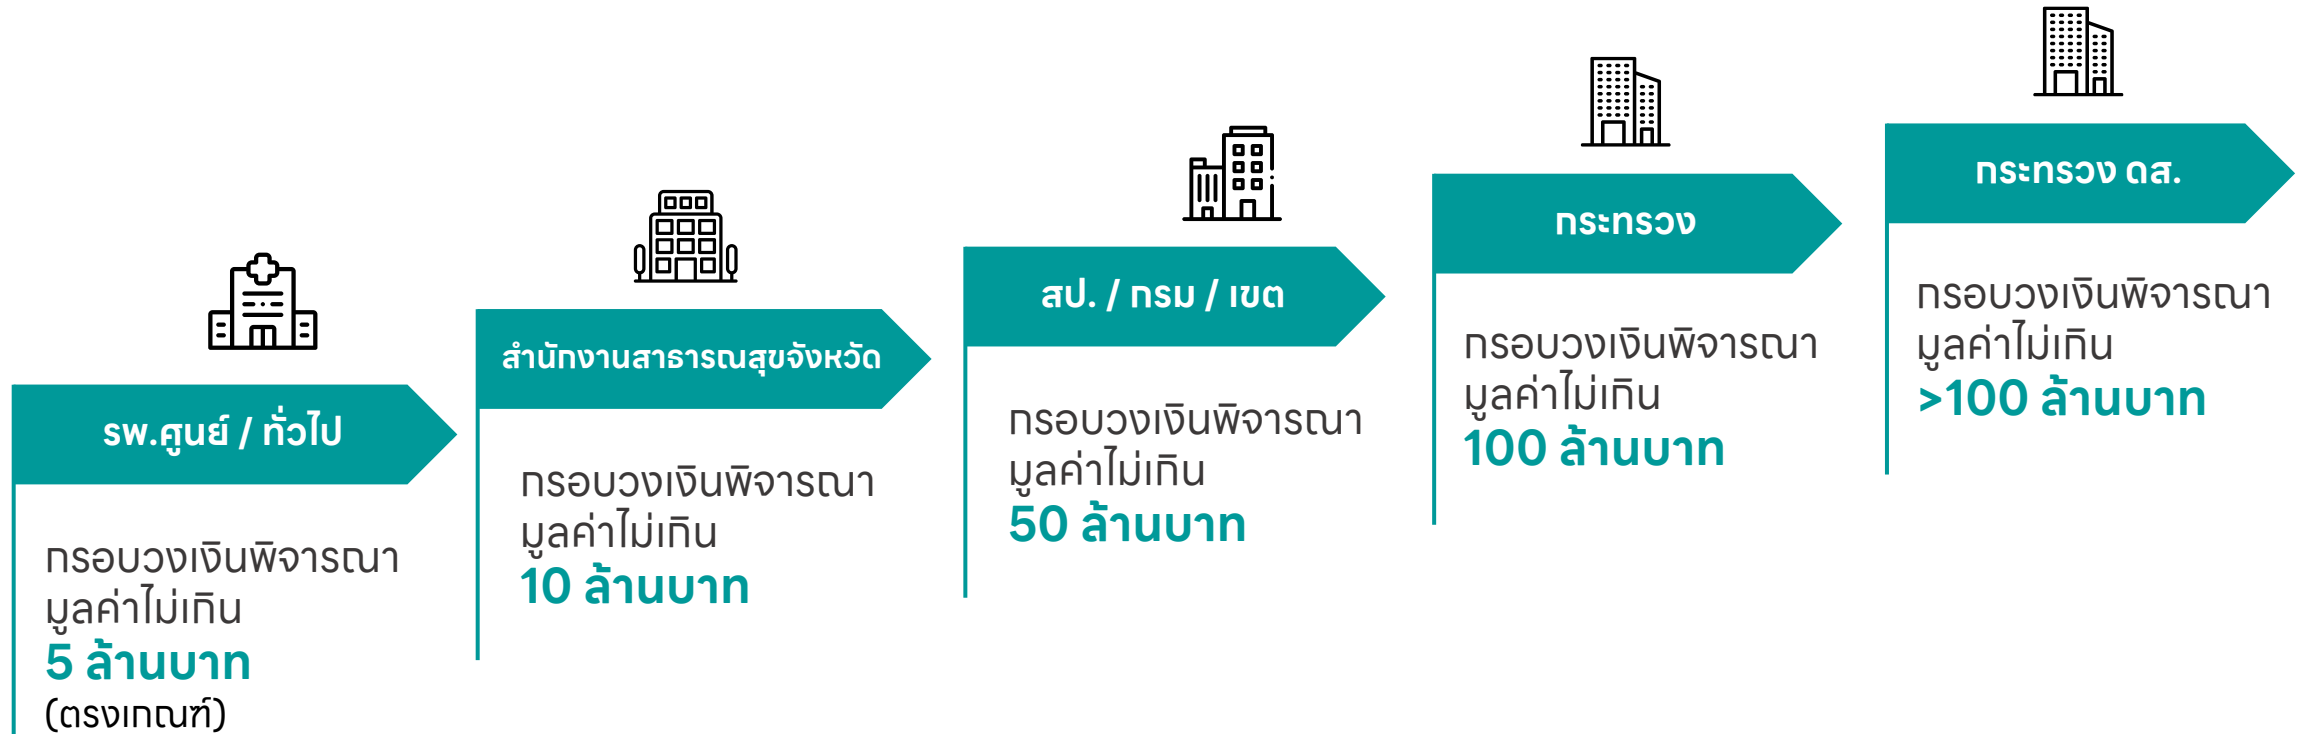 รพ.ศูนย์ / ทั่วไป
กรอบวงเงินพิจารณา
มูลค่าไม่เกิน
5 ล้านบาท
(ตรงเกณฑ์)
สำนักงานสาธารณสุขจังหวัด
กรอบวงเงินพิจารณา
มูลค่าไม่เกิน
10 ล้านบาท
สป. / กรม / เขต
กรอบวงเงินพิจารณา
มูลค่าไม่เกิน
50 ล้านบาท
กระทรวง
กรอบวงเงินพิจารณา
มูลค่าไม่เกิน
100 ล้านบาท
กระทรวง ดส.
กรอบวงเงินพิจารณา
มูลค่าไม่เกิน
>100 ล้านบาท